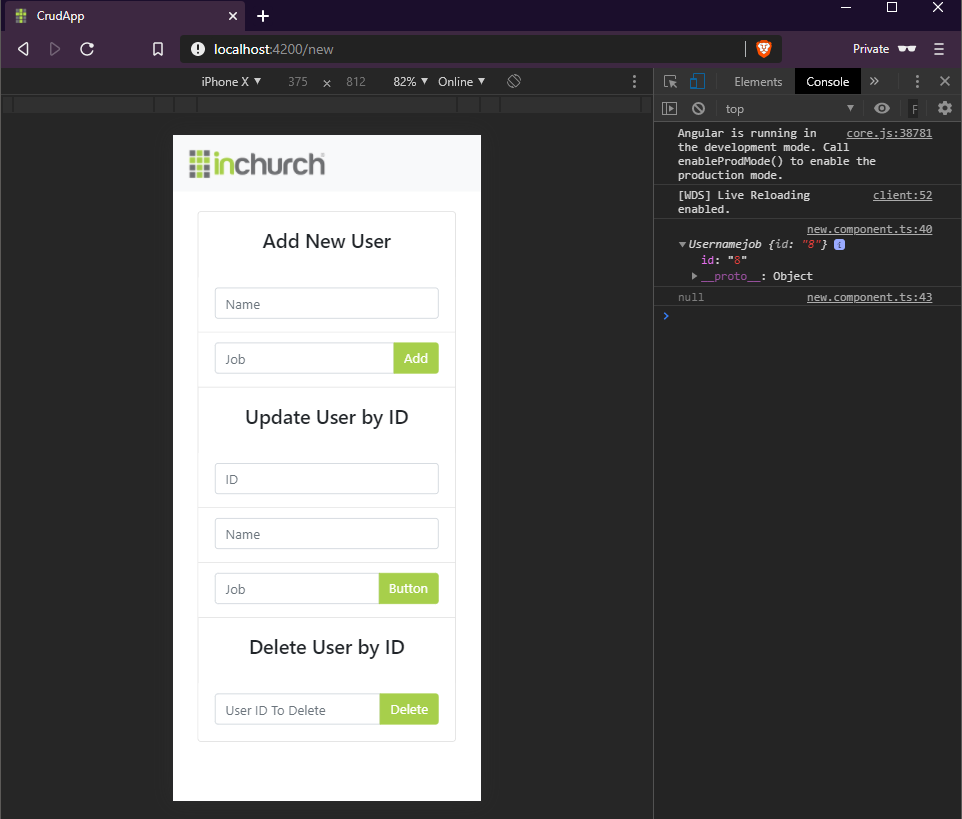 CrudApp
localhost:4200/new
Private
iPhone X
375
x
812
82%
Online
Elements
Console
top
F
inchurch
Add New User
Name
Job
Add
Update User by ID
ID
Name
Job
Button
Delete User by ID
User ID To Delete
Delete
Angular is running in core.js:38781
the development mode. Call
enableProdMode() to enable the
production mode.
[WDS] Live Reloading client:52
enabled.
new.component.ts:40
Usernamejob {id: "8"} i
id: "8"
__proto__: Object
null new.component.ts:43